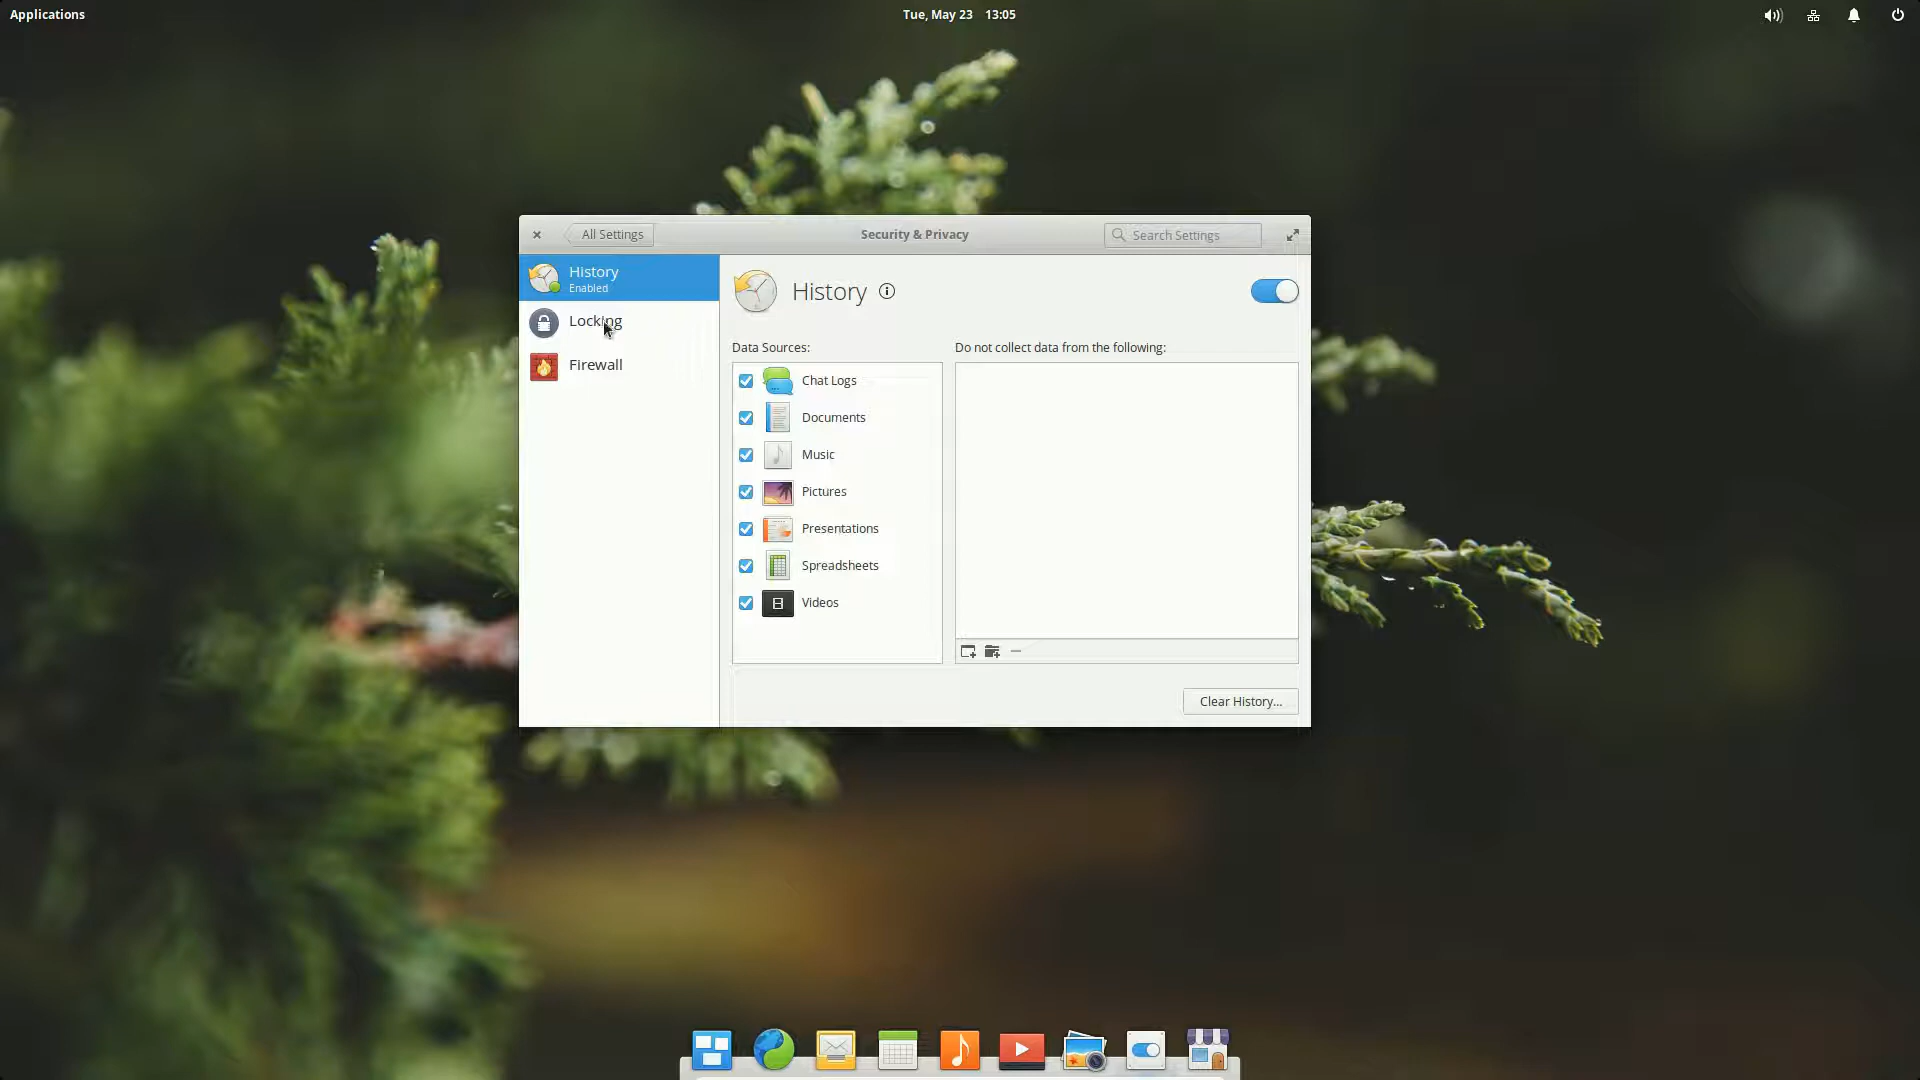 Applications
Tue, May 23 13:05
All Settings
Security & Privacy
Search Settings
History
Enabled
Locking
Firewall
History
Data Sources:
Do not collect data from the following:
Chat Logs
Documents
Music
Pictures
Presentations
Spreadsheets
Videos
Clear History...